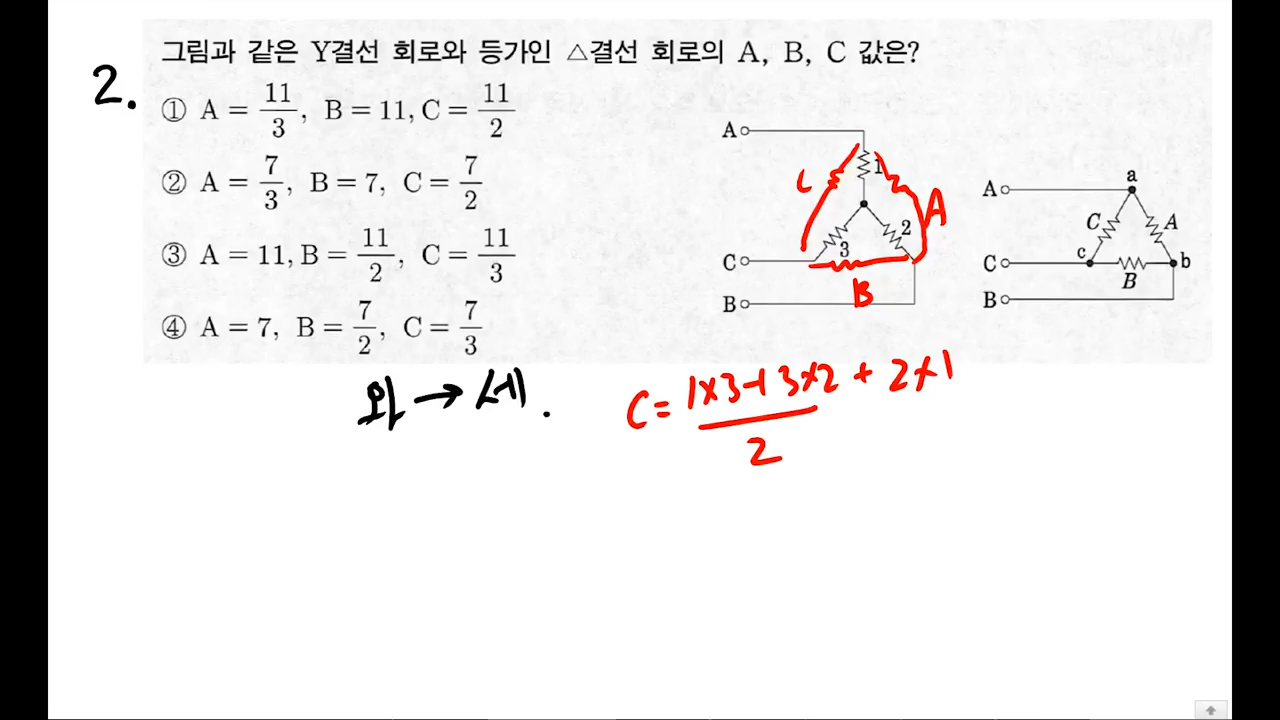 2.
그림과 같은 Y결선 회로와 등가인 △결선 회로의 A, B, C 값은?
① A = 11/3, B = 11, C = 11/2
② A = 7/3, B = 7, C = 7/2
③ A = 11, B = 11/2, C = 11/3
④ A = 7, B = 7/2, C = 7/3
A
1
2
3
C
B
C
A
B
A
a
C
A
C
c
b
B
B
와 → 세.
C = 1×3+3×2 + 2×1
2